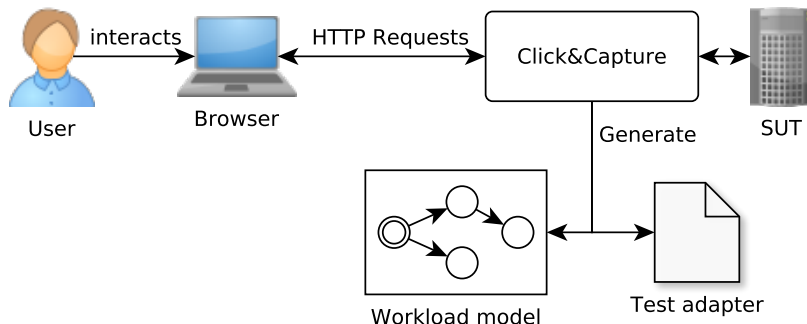 interacts
HTTP Requests
Click&Capture
User
Browser
SUT
Generate
Test adapter
Workload model